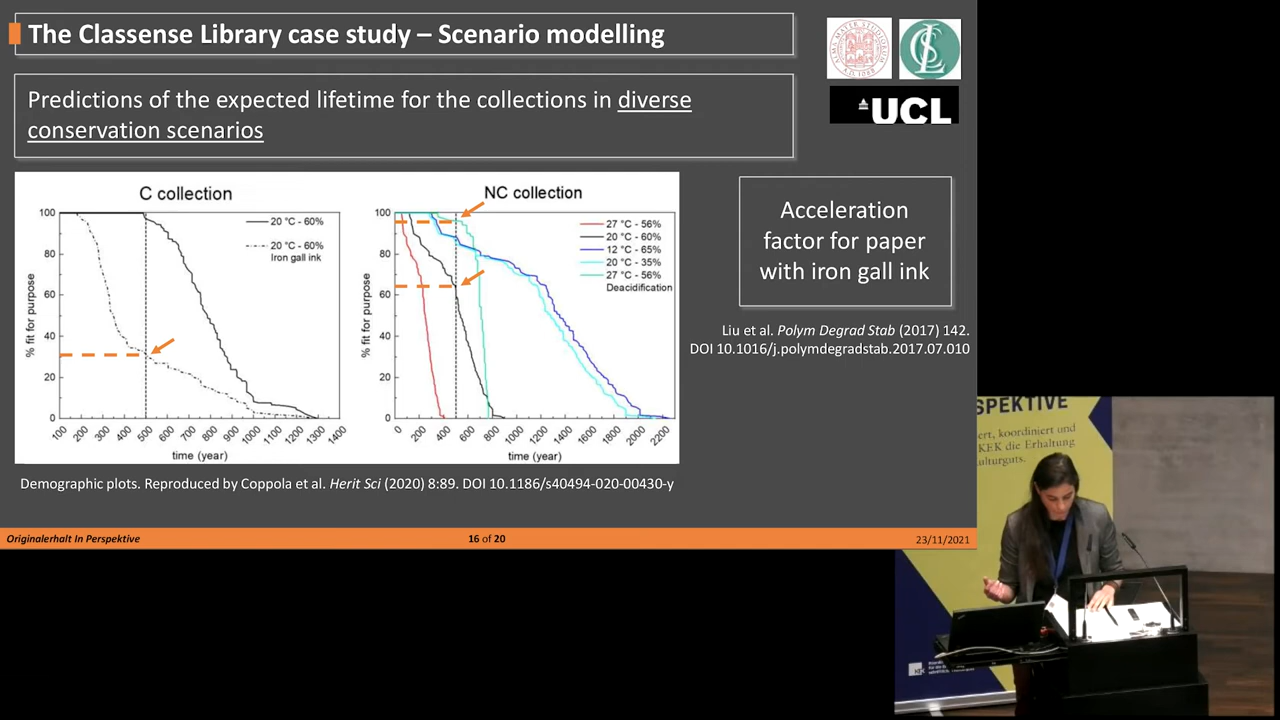 The Classense Library case study – Scenario modelling
Predictions of the expected lifetime for the collections in diverse
conservation scenarios
ALMA MATER STUDIORUM
A.D. 1088
UCL
C collection
% fit for purpose
100
80
60
40
20
0
20 °C - 60%
20 °C - 60%
Iron gall ink
100
200
300
400
500
600
700
800
900
1000
1100
1200
1300
1400
time (year)
NC collection
% fit for purpose
100
80
60
40
20
0
27 °C - 56%
20 °C - 60%
12 °C - 65%
20 °C - 35%
27 °C - 56%
Deacidification
0
200
400
600
800
1000
1200
1400
1600
1800
2000
2200
time (year)
Acceleration
factor for paper
with iron gall ink
Liu et al. Polym Degrad Stab (2017) 142.
DOI 10.1016/j.polymdegradstab.2017.07.010
Demographic plots. Reproduced by Coppola et al. Herit Sci (2020) 8:89. DOI 10.1186/s40494-020-00430-y
Originalerhalt In Perspektive
16 of 20
23/11/2021
SPEKTIVE
ert, koordiniert und
KEK die Erhaltung
ulturguts.